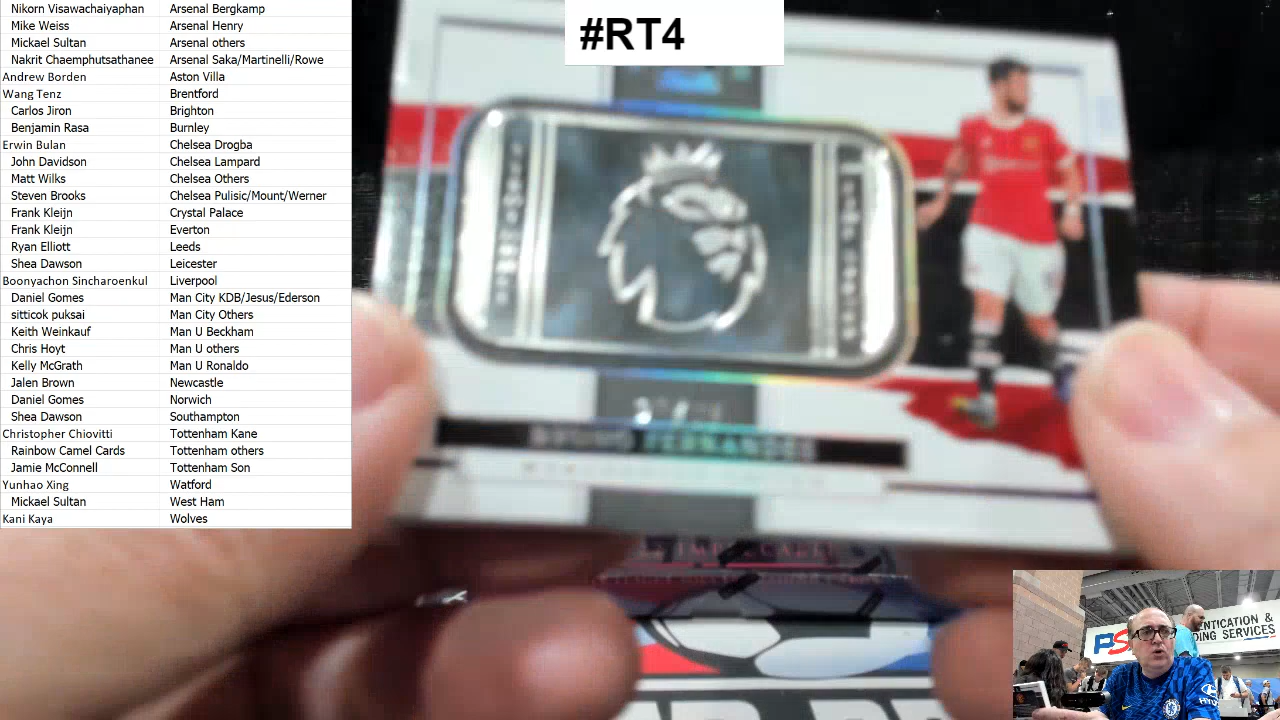 #RT4
Nikorn Visawachaiyaphan Arsenal Bergkamp
Mike Weiss Arsenal Henry
Mickael Sultan Arsenal others
Nakrit Chaemphutsathanee Arsenal Saka/Martinelli/Rowe
Andrew Borden Aston Villa
Wang Tenz Brentford
Carlos Jiron Brighton
Benjamin Rasa Burnley
Erwin Bulan Chelsea Drogba
John Davidson Chelsea Lampard
Matt Wilks Chelsea Others
Steven Brooks Chelsea Pulisic/Mount/Werner
Frank Kleijn Crystal Palace
Frank Kleijn Everton
Ryan Elliott Leeds
Shea Dawson Leicester
Boonyachon Sincharoenkul Liverpool
Daniel Gomes Man City KDB/Jesus/Ederson
sitticok puksai Man City Others
Keith Weinkauf Man U Beckham
Chris Hoyt Man U others
Kelly McGrath Man U Ronaldo
Jalen Brown Newcastle
Daniel Gomes Norwich
Shea Dawson Southampton
Christopher Chiovitti Tottenham Kane
Rainbow Camel Cards Tottenham others
Jamie McConnell Tottenham Son
Yunhao Xing Watford
Mickael Sultan West Ham
Kani Kaya Wolves
BRUNO FERNANDES